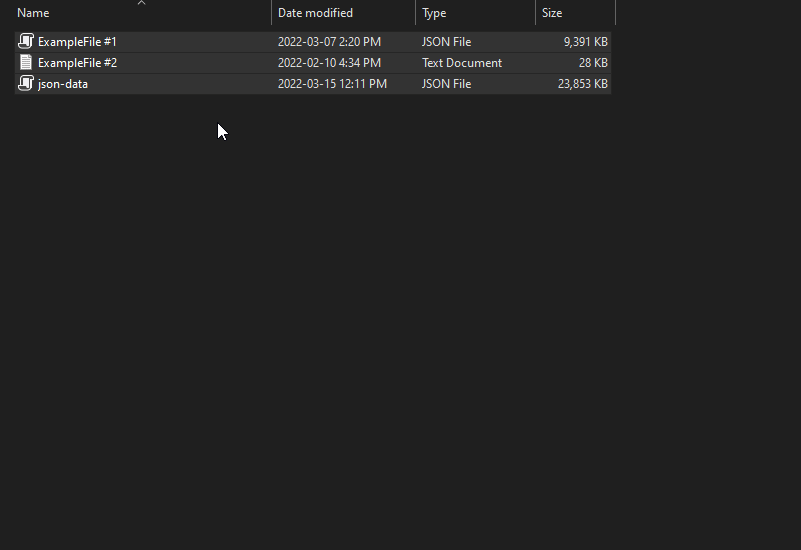 Name Date modified Type Size
ExampleFile #1 2022-03-07 2:20 PM JSON File 9,391 KB
ExampleFile #2 2022-02-10 4:34 PM Text Document 28 KB
json-data 2022-03-15 12:11 PM JSON File 23,853 KB